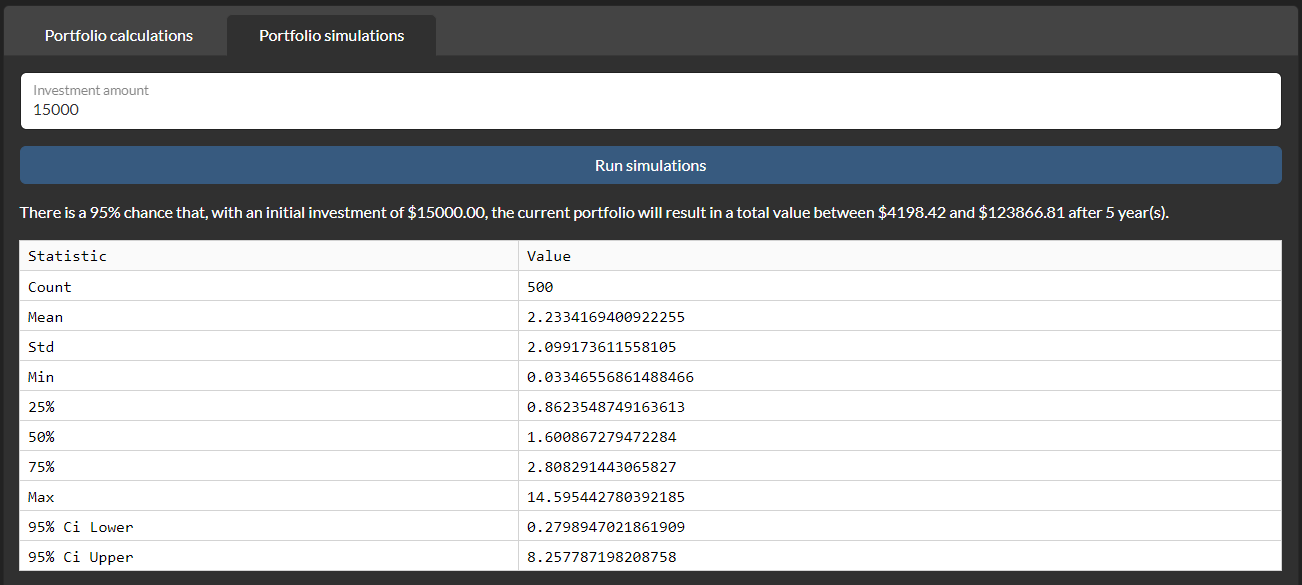 Portfolio calculations Portfolio simulations
Investment amount
15000
Run simulations
There is a 95% chance that, with an initial investment of $15000.00, the current portfolio will result in a total value between $4198.42 and $123866.81 after 5 year(s).
Statistic Value
Count 500
Mean 2.2334169400922255
Std 2.099173611558105
Min 0.03346556861488466
25% 0.8623548749163613
50% 1.600867279472284
75% 2.808291443065827
Max 14.595442780392185
95% Ci Lower 0.2798947021861909
95% Ci Upper 8.257787198208758